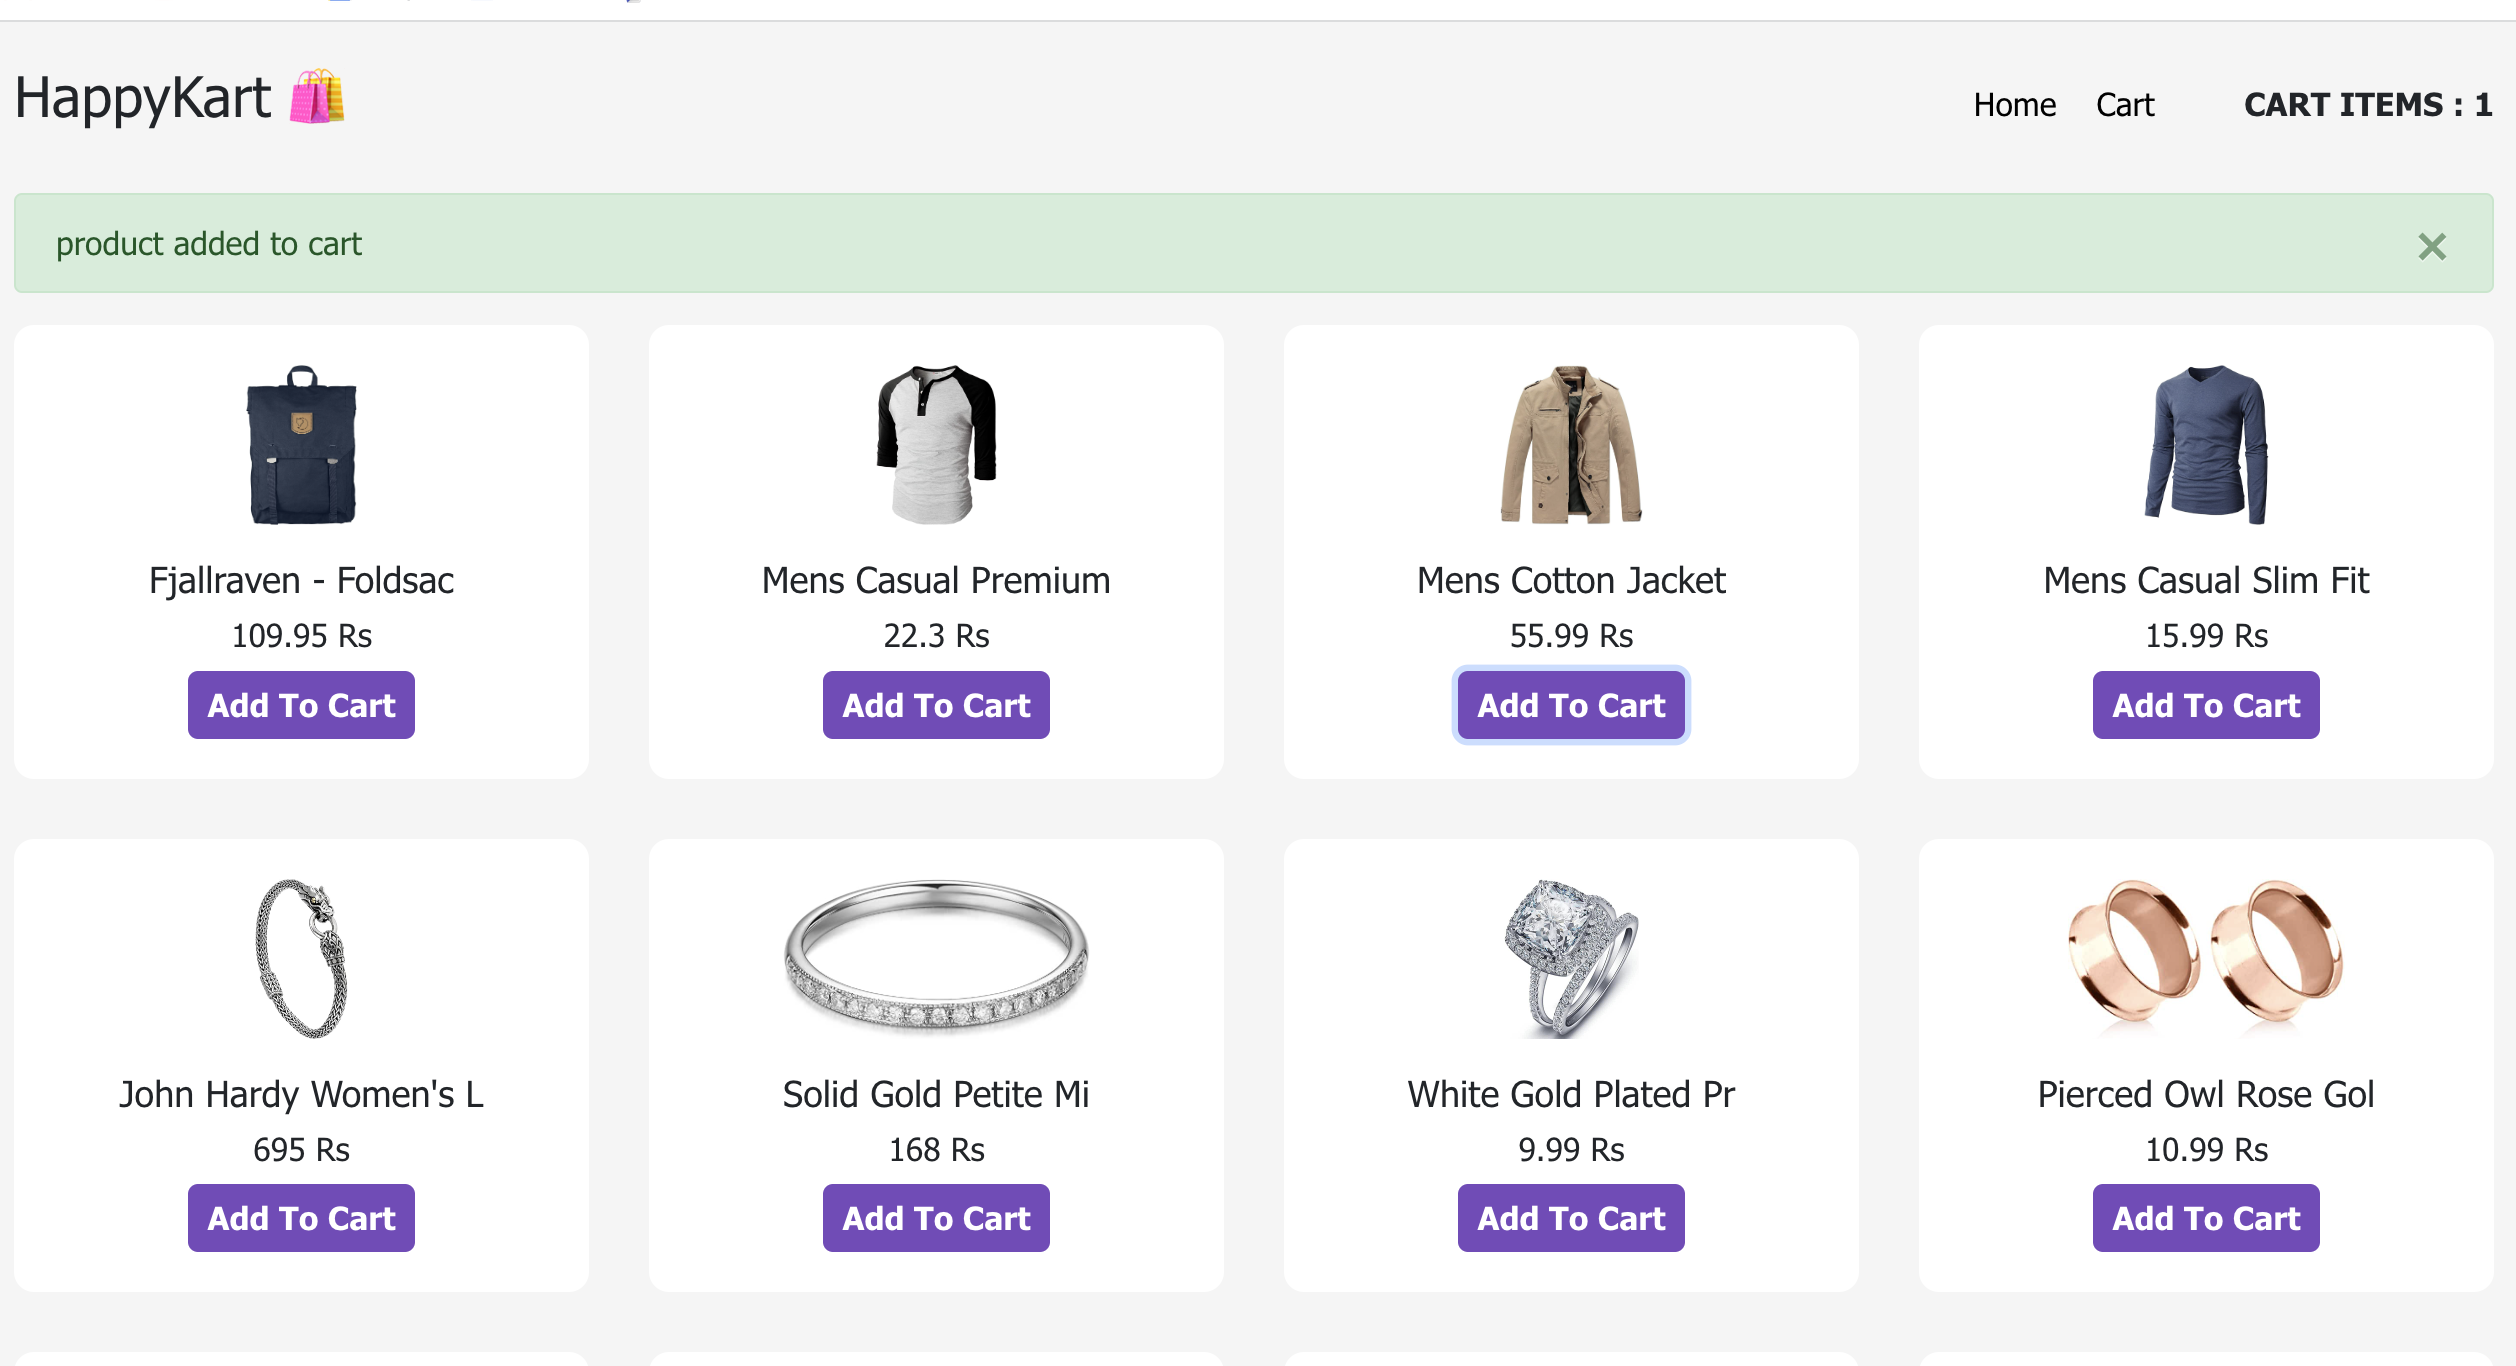 HappyKart
Home Cart CART ITEMS : 1
product added to cart
×
Fjallraven - Foldsac
109.95 Rs
Add To Cart
Mens Casual Premium
22.3 Rs
Add To Cart
Mens Cotton Jacket
55.99 Rs
Add To Cart
Mens Casual Slim Fit
15.99 Rs
Add To Cart
John Hardy Women's L
695 Rs
Add To Cart
Solid Gold Petite Mi
168 Rs
Add To Cart
White Gold Plated Pr
9.99 Rs
Add To Cart
Pierced Owl Rose Gol
10.99 Rs
Add To Cart